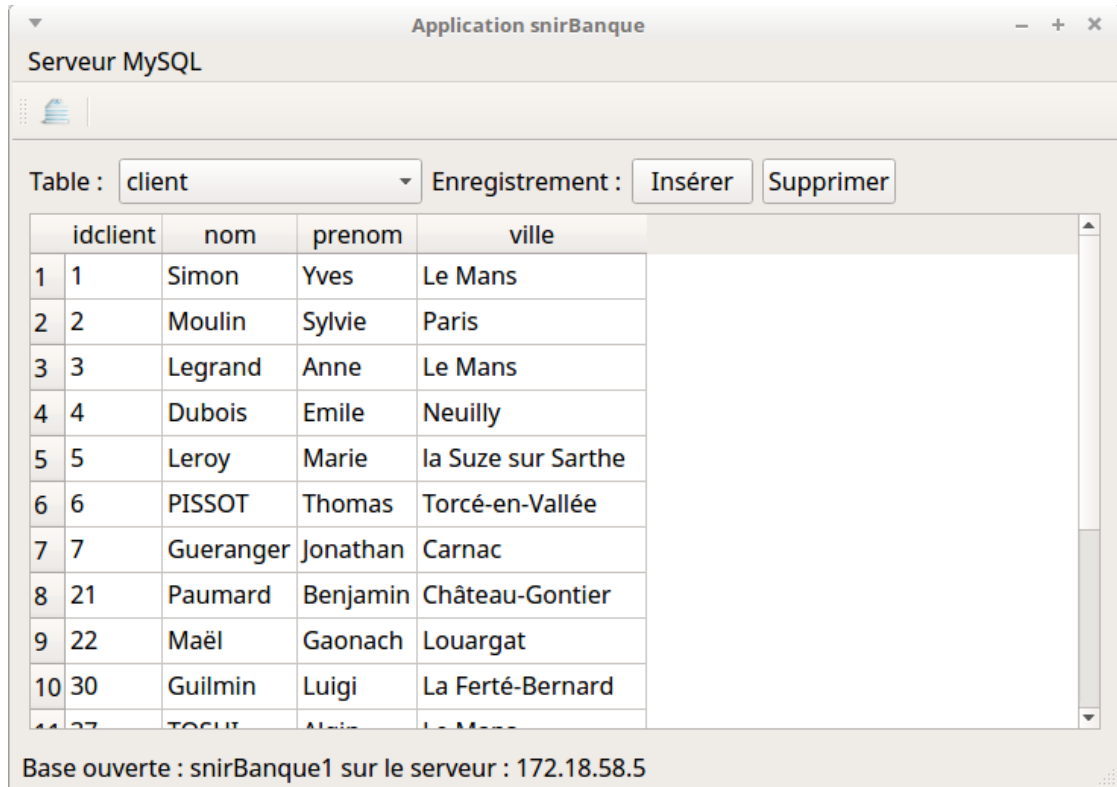 Application snirBanque
Serveur MySQL
Table : client Enregistrement : Insérer Supprimer
idclient nom prenom ville
1 1 Simon Yves Le Mans
2 2 Moulin Sylvie Paris
3 3 Legrand Anne Le Mans
4 4 Dubois Emile Neuilly
5 5 Leroy Marie la Suze sur Sarthe
6 6 PISSOT Thomas Torcé-en-Vallée
7 7 Gueranger Jonathan Carnac
8 21 Paumard Benjamin Château-Gontier
9 22 Maël Gaonach Louargat
10 30 Guilmin Luigi La Ferté-Bernard
Base ouverte : snirBanque1 sur le serveur : 172.18.58.5